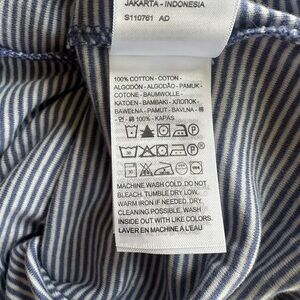 JAKARTA - INDONESIA
S110761 AD
100% COTTON - COTON -
ALGODÓN - ALGODÃO - PAMUK -
COTONE - BAUMWOLLE -
KATOEN - BAMBAKI - ХЛОПОК -
BAWEŁNA - PAMUT - BAVLNA -
100% - KAPAS
MACHINE WASH COLD. DO NOT
BLEACH. TUMBLE DRY LOW.
WARM IRON IF NEEDED. DRY
CLEANING POSSIBLE. WASH
INSIDE OUT WITH LIKE COLORS.
LAVER EN MACHINE A L'EAU